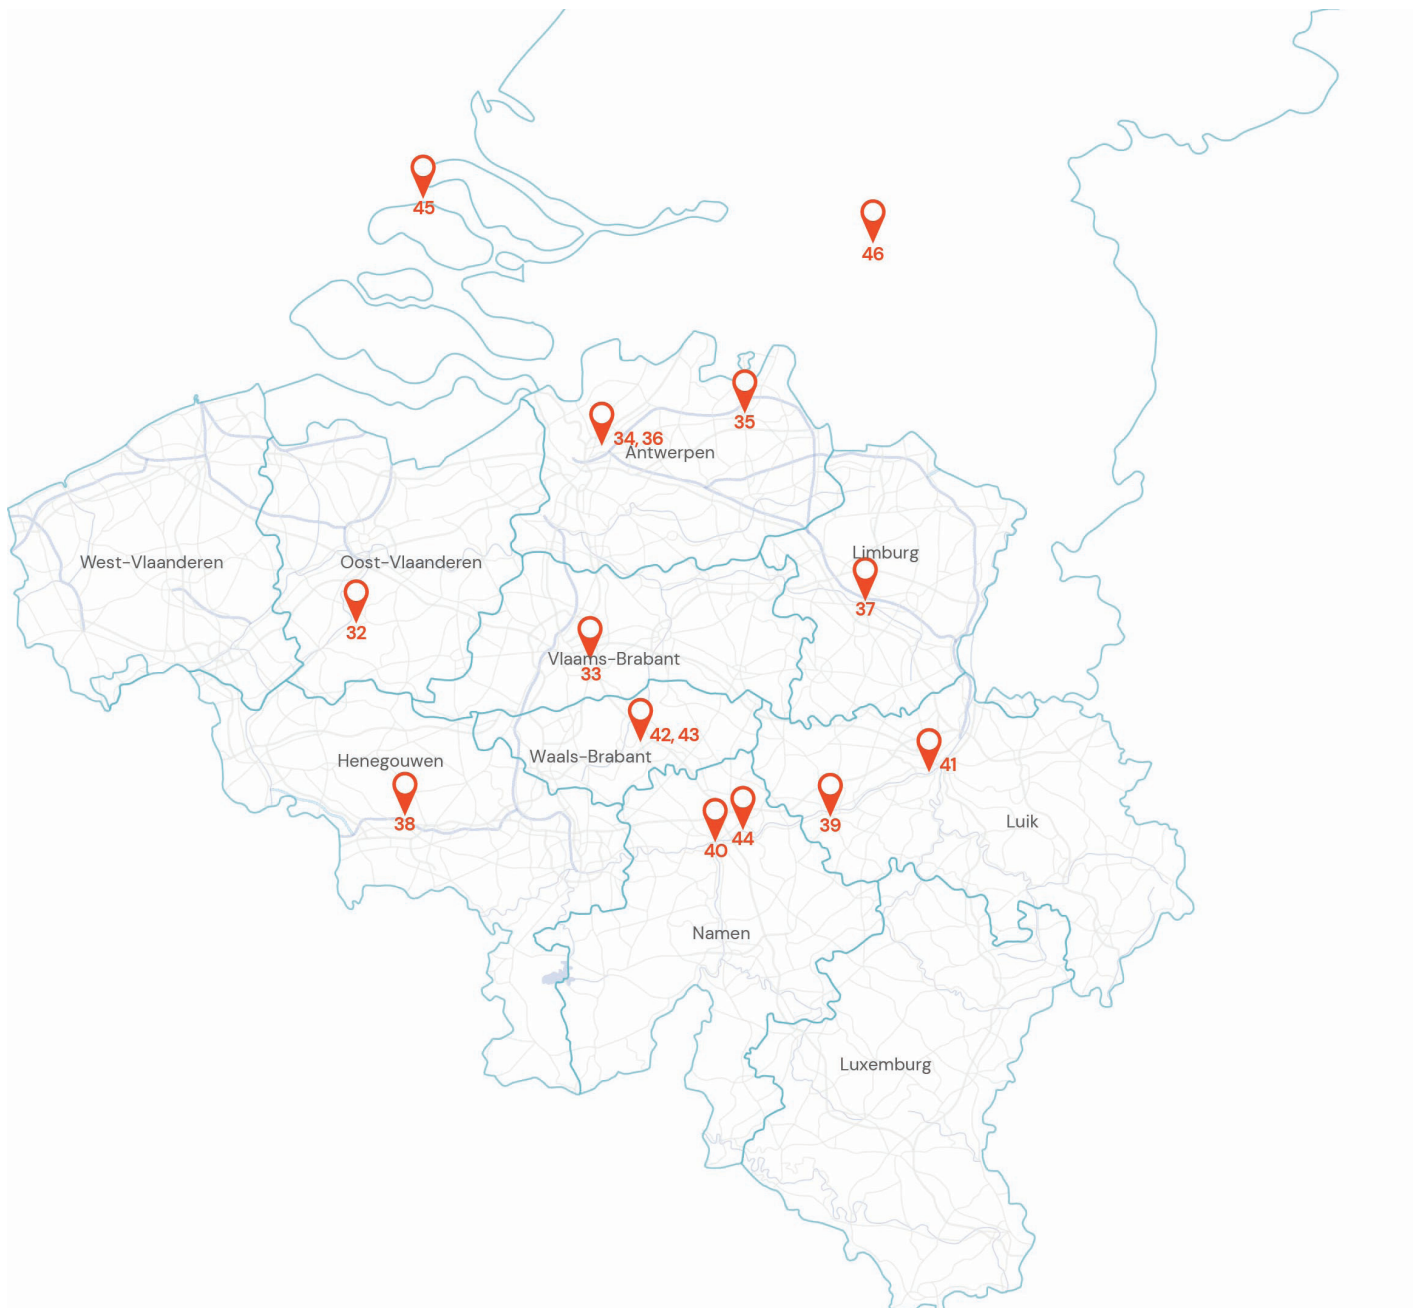 45
46
35
34, 36
Antwerpen
Limburg
West-Vlaanderen
Oost-Vlaanderen
37
32
Vlaams-Brabant
33
42, 43
Waals-Brabant
Henegouwen
41
38
39
Luik
44
40
Namen
Luxemburg